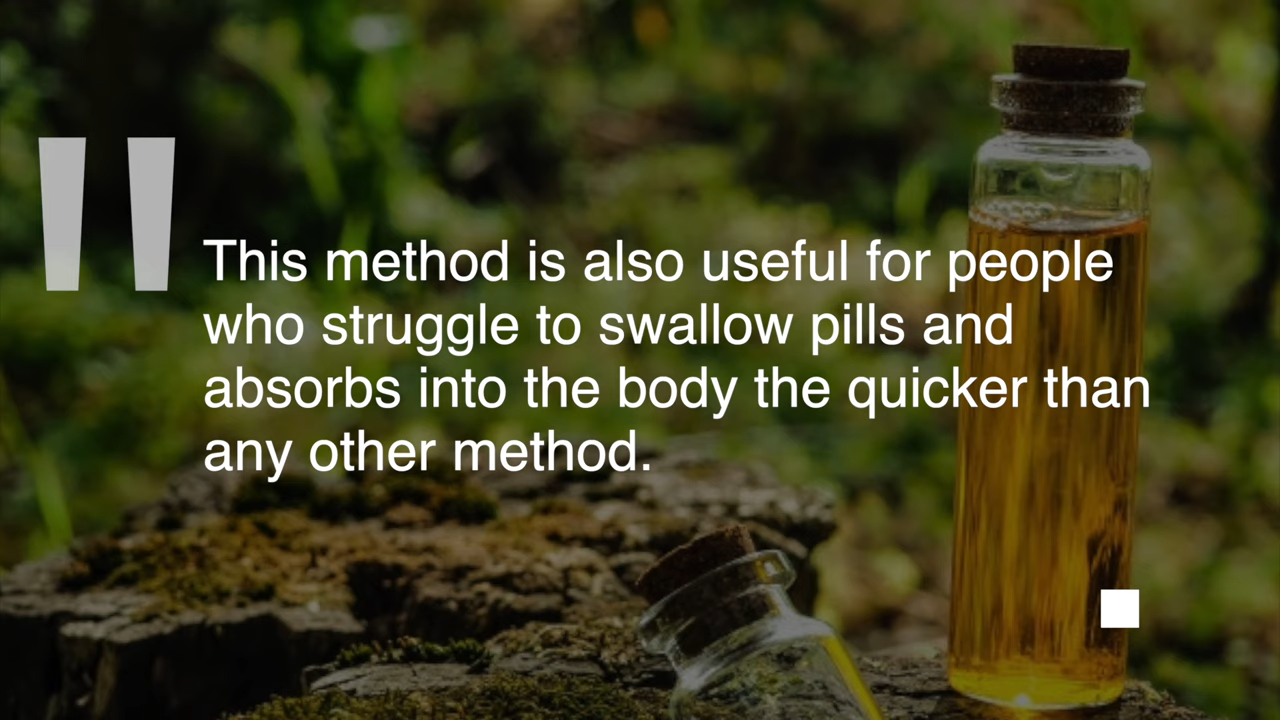 "
This method is also useful for people
who struggle to swallow pills and
absorbs into the body the quicker than
any other method.